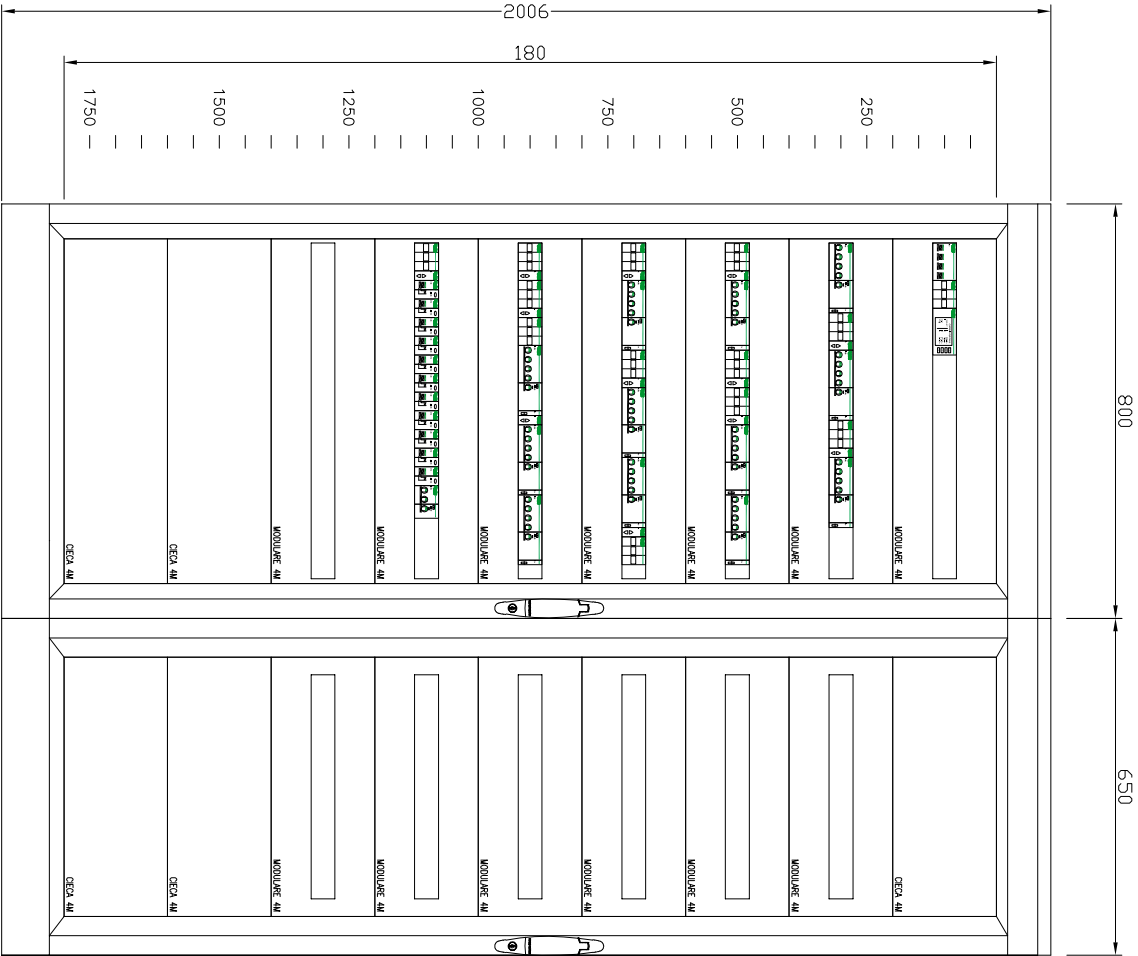 2006
180
1750
1500
1250
1000
750
500
250
800
650
CIECA 4M
CIECA 4M
MODULARE 4M
MODULARE 4M
MODULARE 4M
MODULARE 4M
MODULARE 4M
MODULARE 4M
MODULARE 4M
CIECA 4M
CIECA 4M
MODULARE 4M
MODULARE 4M
MODULARE 4M
MODULARE 4M
MODULARE 4M
MODULARE 4M
CIECA 4M